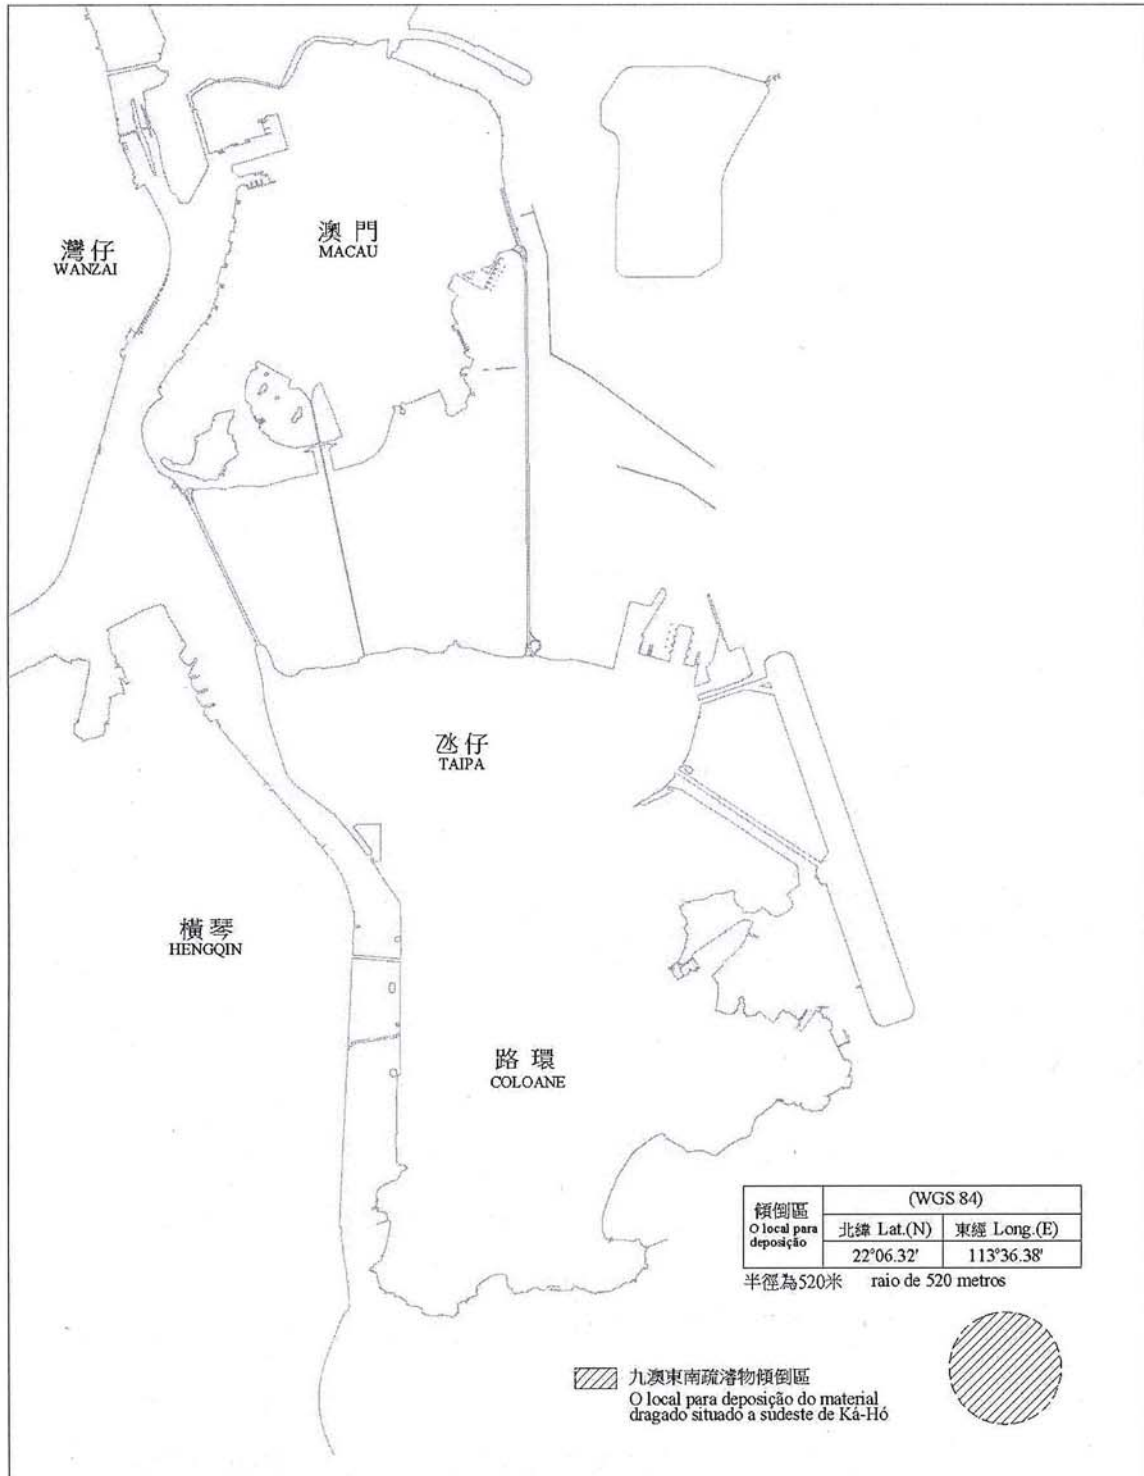 灣仔
WANZAI
澳門
MACAU
氹仔
TAIPA
橫琴
HENGQIN
路環
COLOANE
傾倒區
O local para
deposição
(WGS 84)
北緯 Lat.(N) 東經 Long.(E)
22°06.32' 113°36.38'
半徑為520米 raio de 520 metros
九澳東南疏濬物傾倒區
O local para deposição do material
dragado situado a sudeste de Ká-Hó